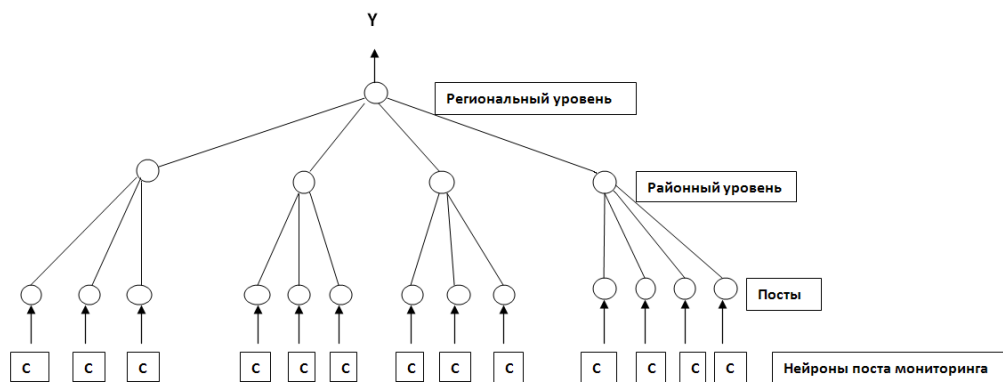 Y
Региональный уровень
Районный уровень
Посты
С С С С С С С С С С С С С
Нейроны поста мониторинга